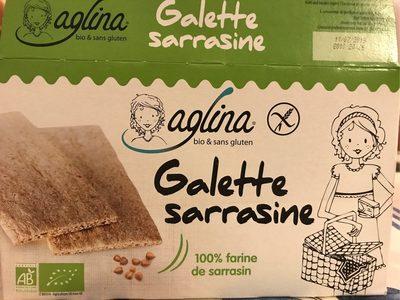 aglina®
bio & sans gluten
Galette
sarrasine
aglina®
bio & sans gluten
Galette
sarrasine
100% farine
de sarrasin
AB